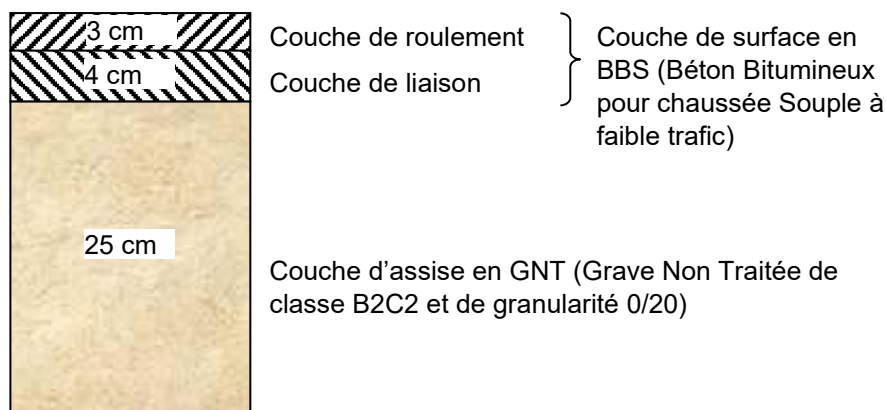 3 cm
Couche de roulement
4 cm
Couche de liaison
Couche de surface en
BBS (Béton Bitumineux
pour chaussée Souple à
faible trafic)
25 cm
Couche d’assise en GNT (Grave Non Traitée de
classe B2C2 et de granularité 0/20)